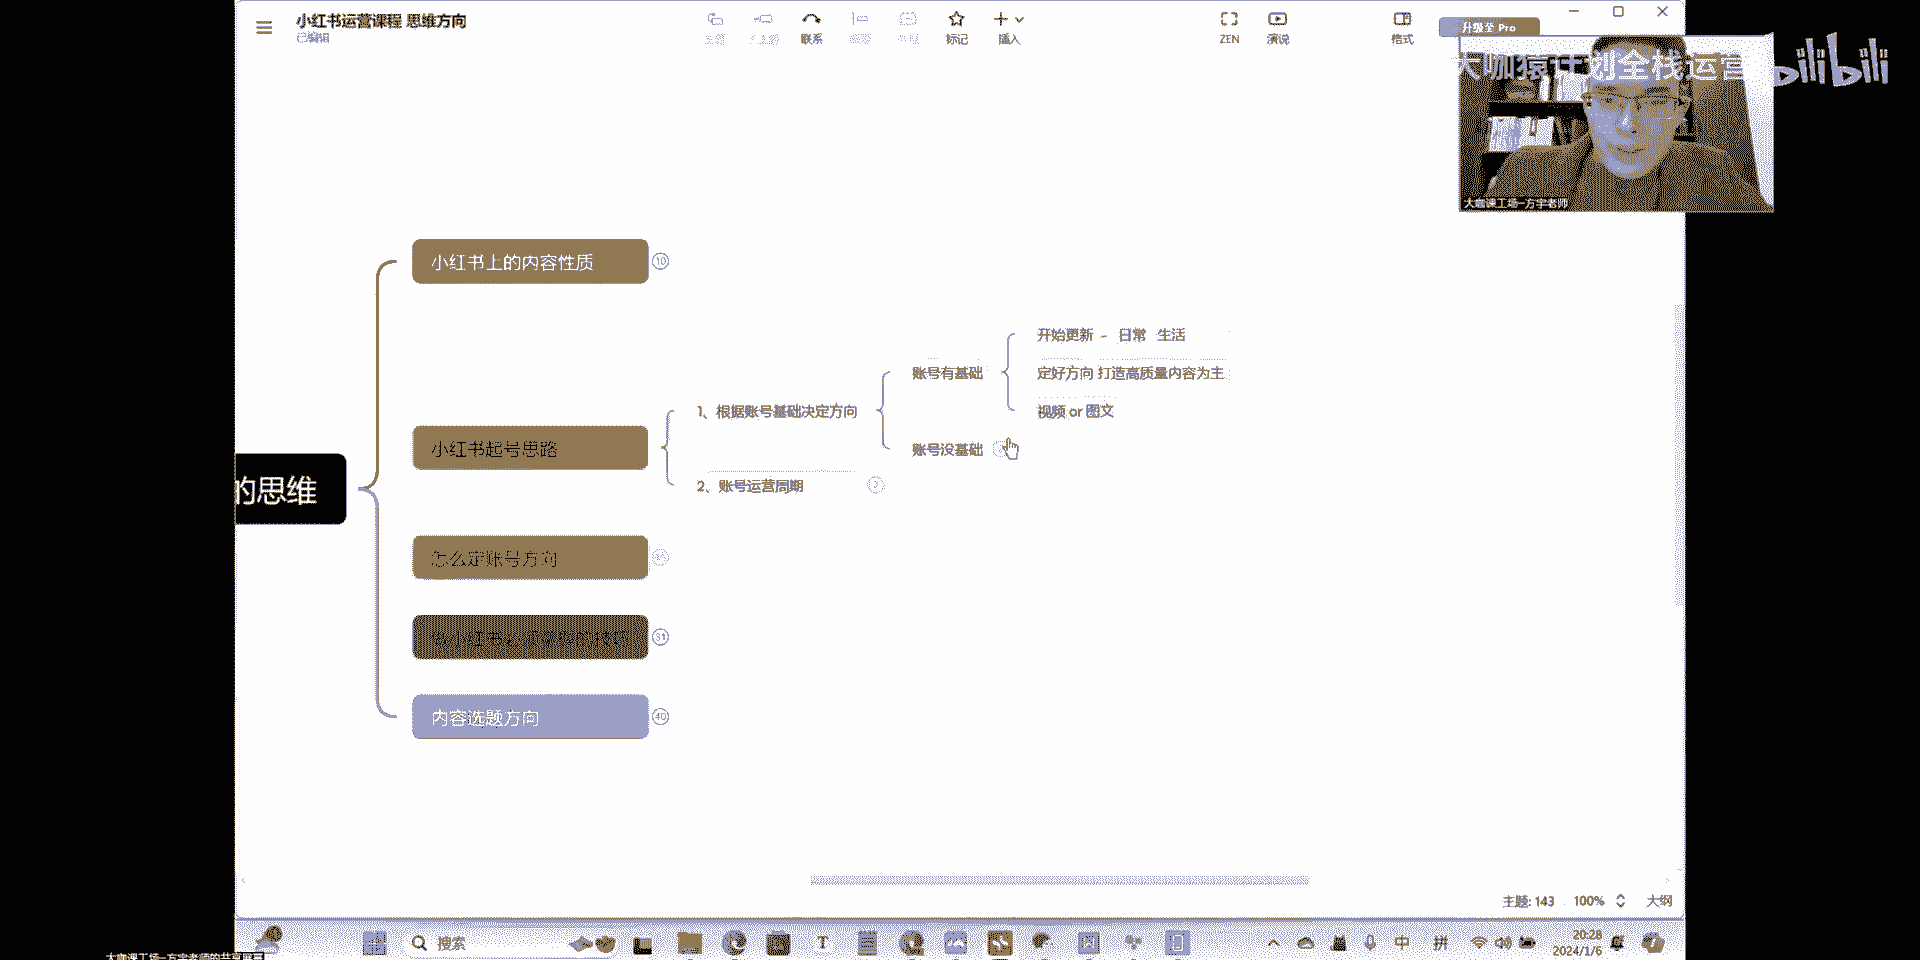 小红书运营课程 思维方向
已编辑
联系
标记
插入
ZEN
演说
格式
升级至 Pro
大咖猿计划全栈运营
bilibili
大咖课工场-方宇老师
小红书上的内容性质
10
开始更新 - 日常 生活
账号有基础
定好方向 打造高质量内容为主
1、根据账号基础决定方向
视频 or 图文
小红书起号思路
账号没基础
2、账号运营周期
的思维
怎么定账号方向
31
内容选题方向
40
主题: 143
100%
大纲
搜索
中
拼
20:28
2024/1/6
大咖课工场-方宇老师的共享屏幕